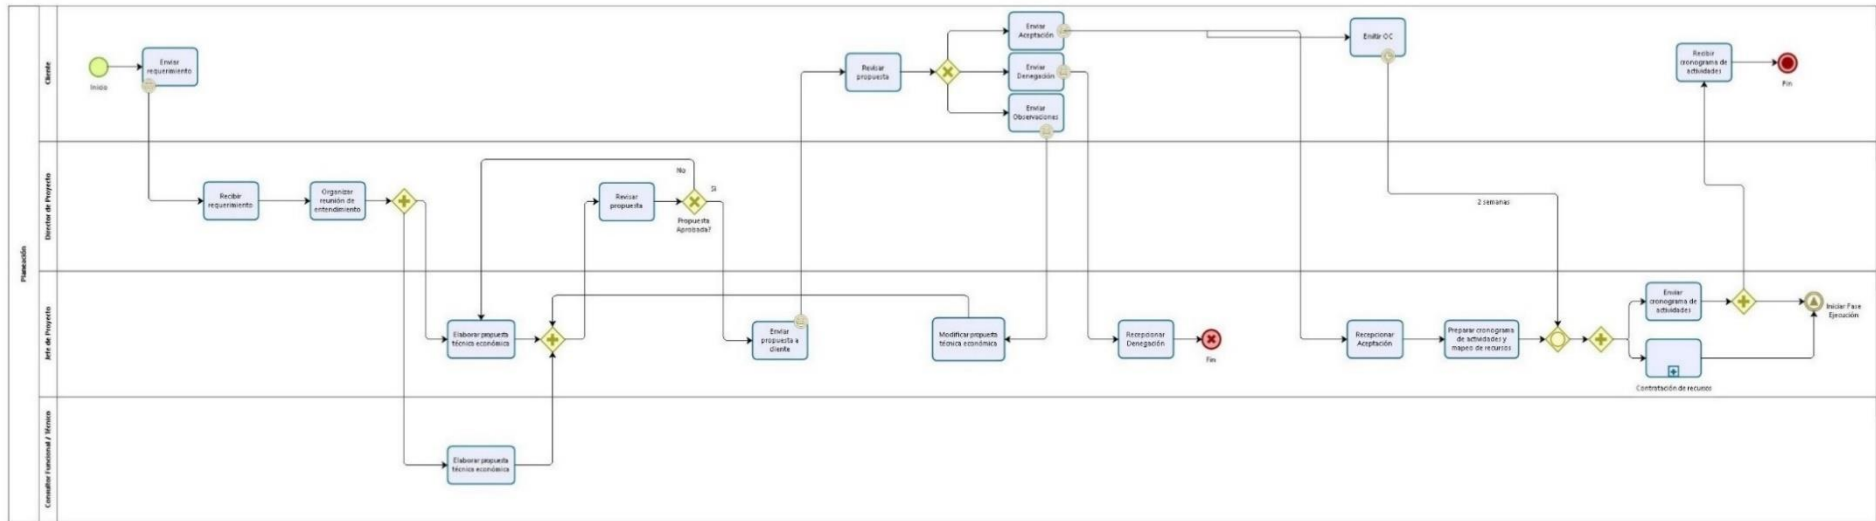 Planeación
Cliente
Inicio
Enviar
requerimiento
Revisar
propuesta
Enviar
Aceptación
Enviar
Denegación
Enviar
Observaciones
Emitir OC
Recibir
cronograma de
actividades
Fin
Director de Proyecto
Recibir
requerimiento
Organizar
reunión de
entendimiento
Revisar
propuesta
No
Si
Propuesta
Aprobada?
2 semanas
Jefe de Proyecto
Elaborar propuesta
técnica económica
Enviar
propuesta a
cliente
Modificar propuesta
técnica económica
Recepcionar
Denegación
Fin
Recepcionar
Aceptación
Preparar cronograma
de actividades y
mapeo de recursos
Enviar
cronograma de
actividades
Contratación de recursos
Iniciar Fase
Ejecución
Consultor Funcional / Técnico
Elaborar propuesta
técnica económica